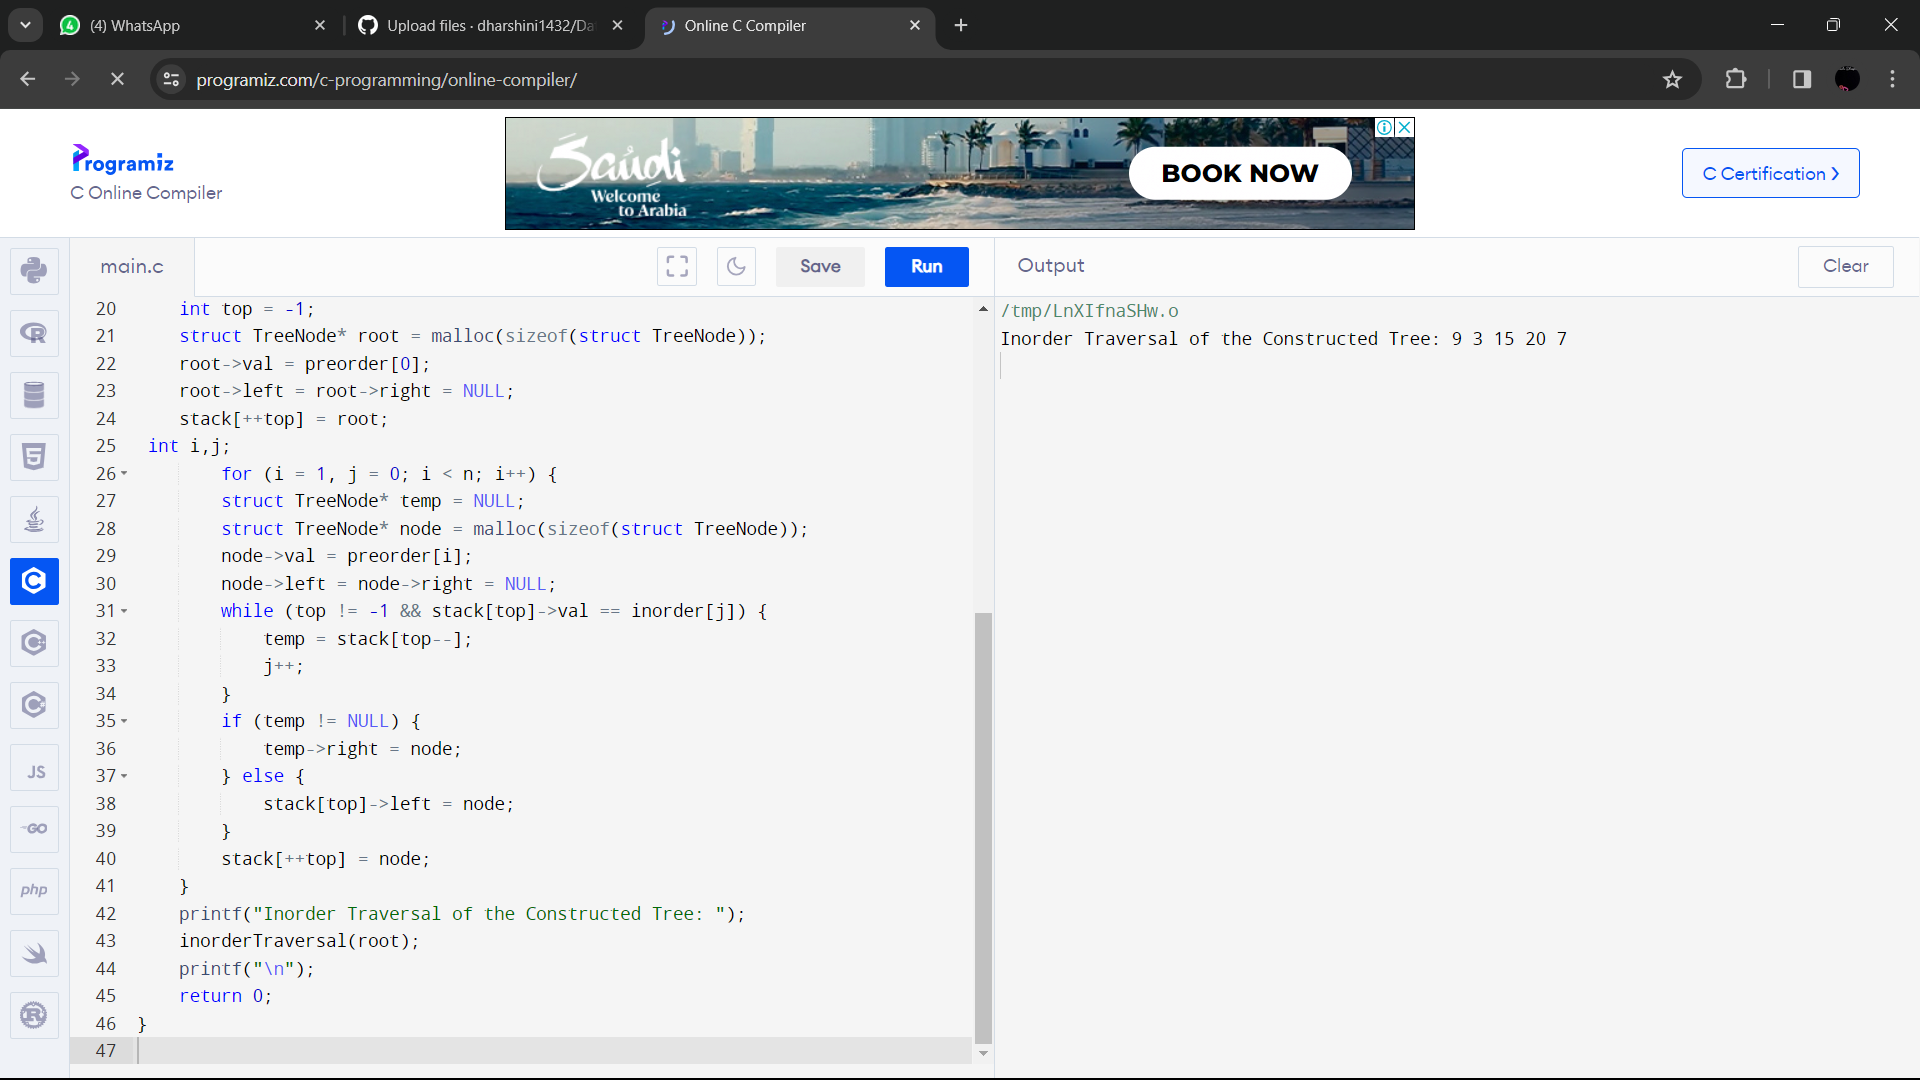 (4) WhatsApp
Upload files · dharshini1432/Da
Online C Compiler
programiz.com/c-programming/online-compiler/
Programiz
C Online Compiler
Saudi
Welcome
to Arabia
BOOK NOW
C Certification >
main.c
Save
Run
Output
Clear
20 int top = -1;
21 struct TreeNode* root = malloc(sizeof(struct TreeNode));
22 root->val = preorder[0];
23 root->left = root->right = NULL;
24 stack[++top] = root;
25 int i,j;
26 for (i = 1, j = 0; i < n; i++) {
27 struct TreeNode* temp = NULL;
28 struct TreeNode* node = malloc(sizeof(struct TreeNode));
29 node->val = preorder[i];
30 node->left = node->right = NULL;
31 while (top != -1 && stack[top]->val == inorder[j]) {
32 temp = stack[top--];
33 j++;
34 }
35 if (temp != NULL) {
36 temp->right = node;
37 } else {
38 stack[top]->left = node;
39 }
40 stack[++top] = node;
41 }
42 printf("Inorder Traversal of the Constructed Tree: ");
43 inorderTraversal(root);
44 printf("\n");
45 return 0;
46 }
47
/tmp/LnXIfnaSHw.o
Inorder Traversal of the Constructed Tree: 9 3 15 20 7
R
5
C
C
C
JS
GO
php
R